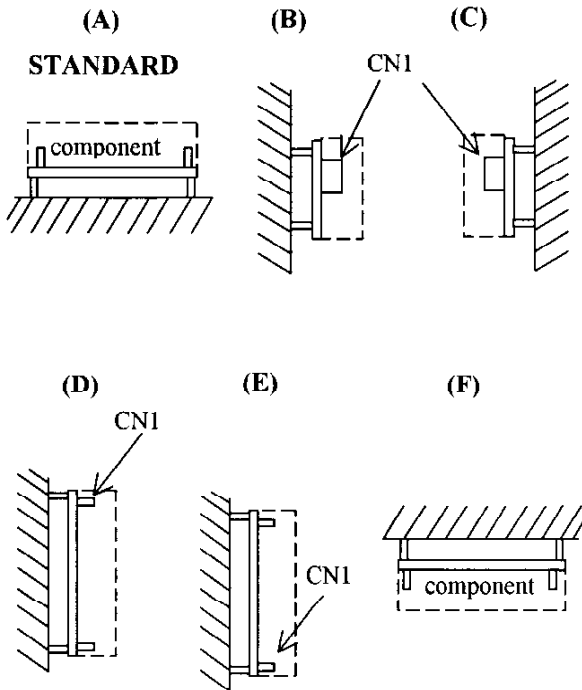 (A)
STANDARD
component
(B)
(C)
CN1
(D)
CN1
(E)
CN1
(F)
component